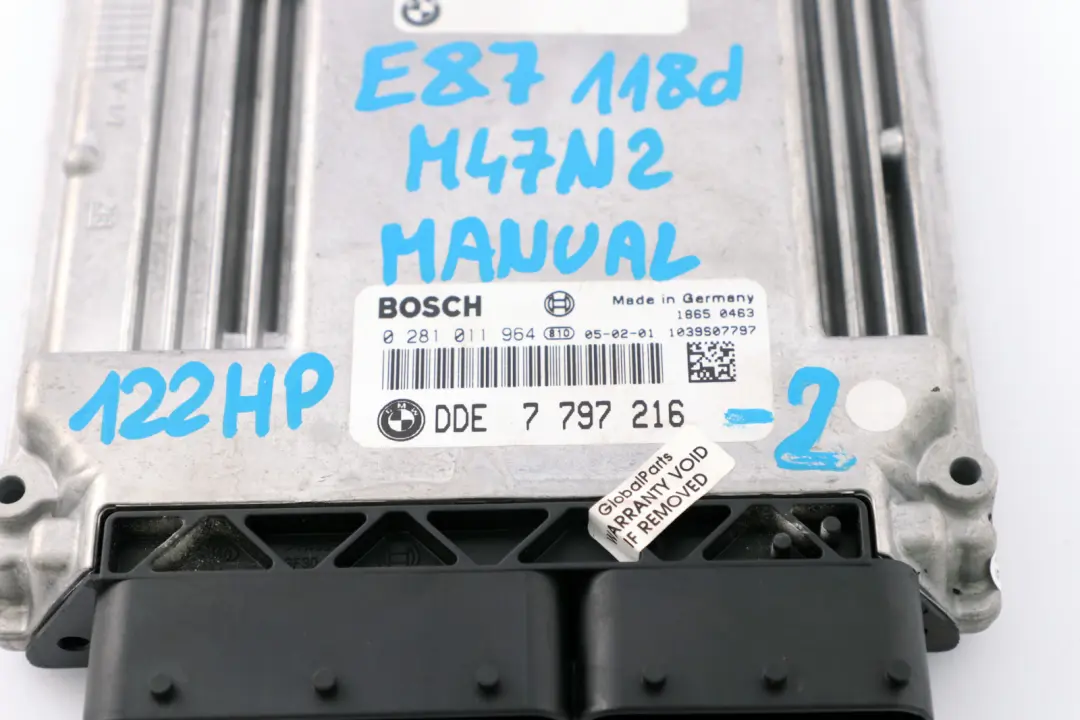 E87 118d
M47N2
MANUAL
BOSCH
Made in Germany
1865 0463
0 281 011 964 810 05-02-01 1039S07797
BMW DDE 7 797 216
122HP
-2
GlobalParts
WARRANTY VOID
IF REMOVED